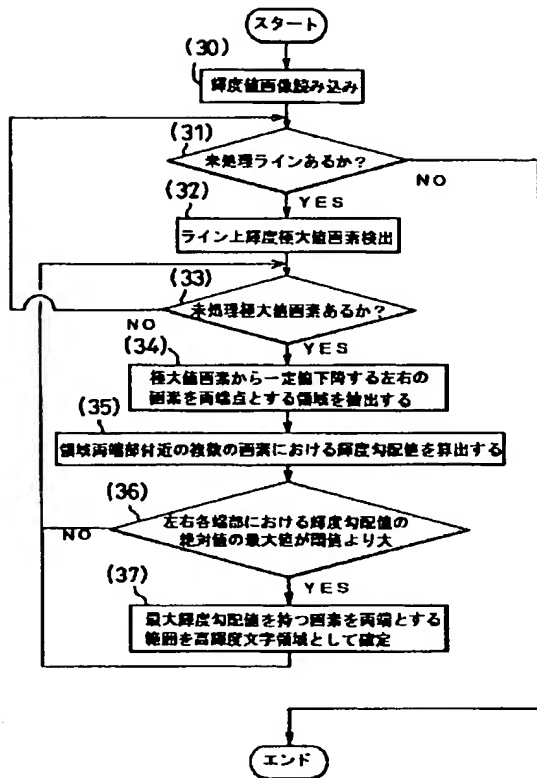 スタート
(30)
輝度値画像読み込み
(31)
未処理ラインあるか?
NO
YES
(32)
ライン上輝度極大値画素検出
(33)
未処理極大値画素あるか?
NO
YES
(34)
極大値画素から一定値下降する左右の
画素を両端点とする領域を抽出する
(35)
領域両端部付近の複数の画素における輝度勾配値を算出する
(36)
左右各端部における輝度勾配値の
絶対値の最大値が閾値より大
NO
YES
(37)
最大輝度勾配値を持つ画素を両端とする
範囲を高輝度文字領域として確定
エンド